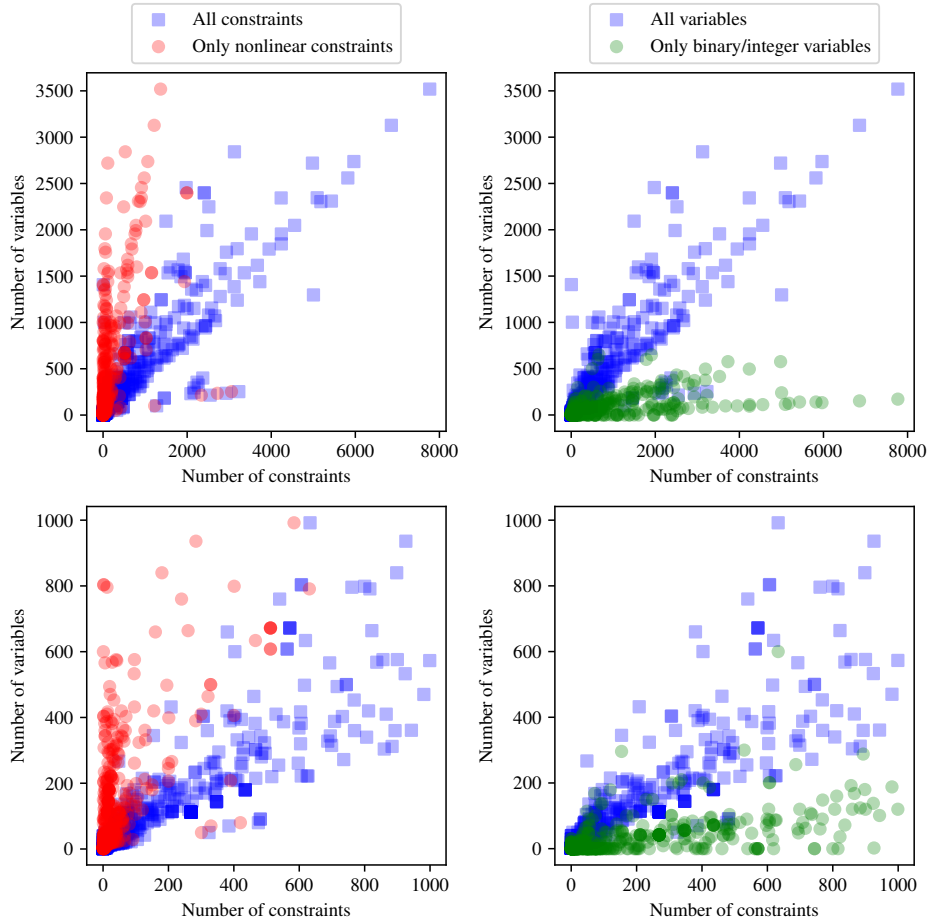 All constraints
Only nonlinear constraints
All variables
Only binary/integer variables
3500
3000
2500
2000
1500
1000
500
0
Number of variables
0 2000 4000 6000 8000
Number of constraints
3500
3000
2500
2000
1500
1000
500
0
Number of variables
0 2000 4000 6000 8000
Number of constraints
1000
800
600
400
200
0
Number of variables
0 200 400 600 800 1000
Number of constraints
1000
800
600
400
200
0
Number of variables
0 200 400 600 800 1000
Number of constraints